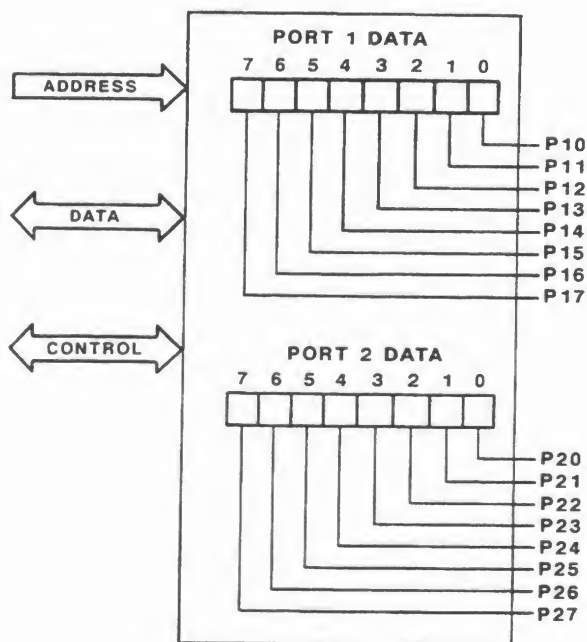 PORT 1 DATA
7 6 5 4 3 2 1 0
ADDRESS
P10
P11
P12
P13
DATA
P14
P15
P16
P17
CONTROL
PORT 2 DATA
7 6 5 4 3 2 1 0
P20
P21
P22
P23
P24
P25
P26
P27